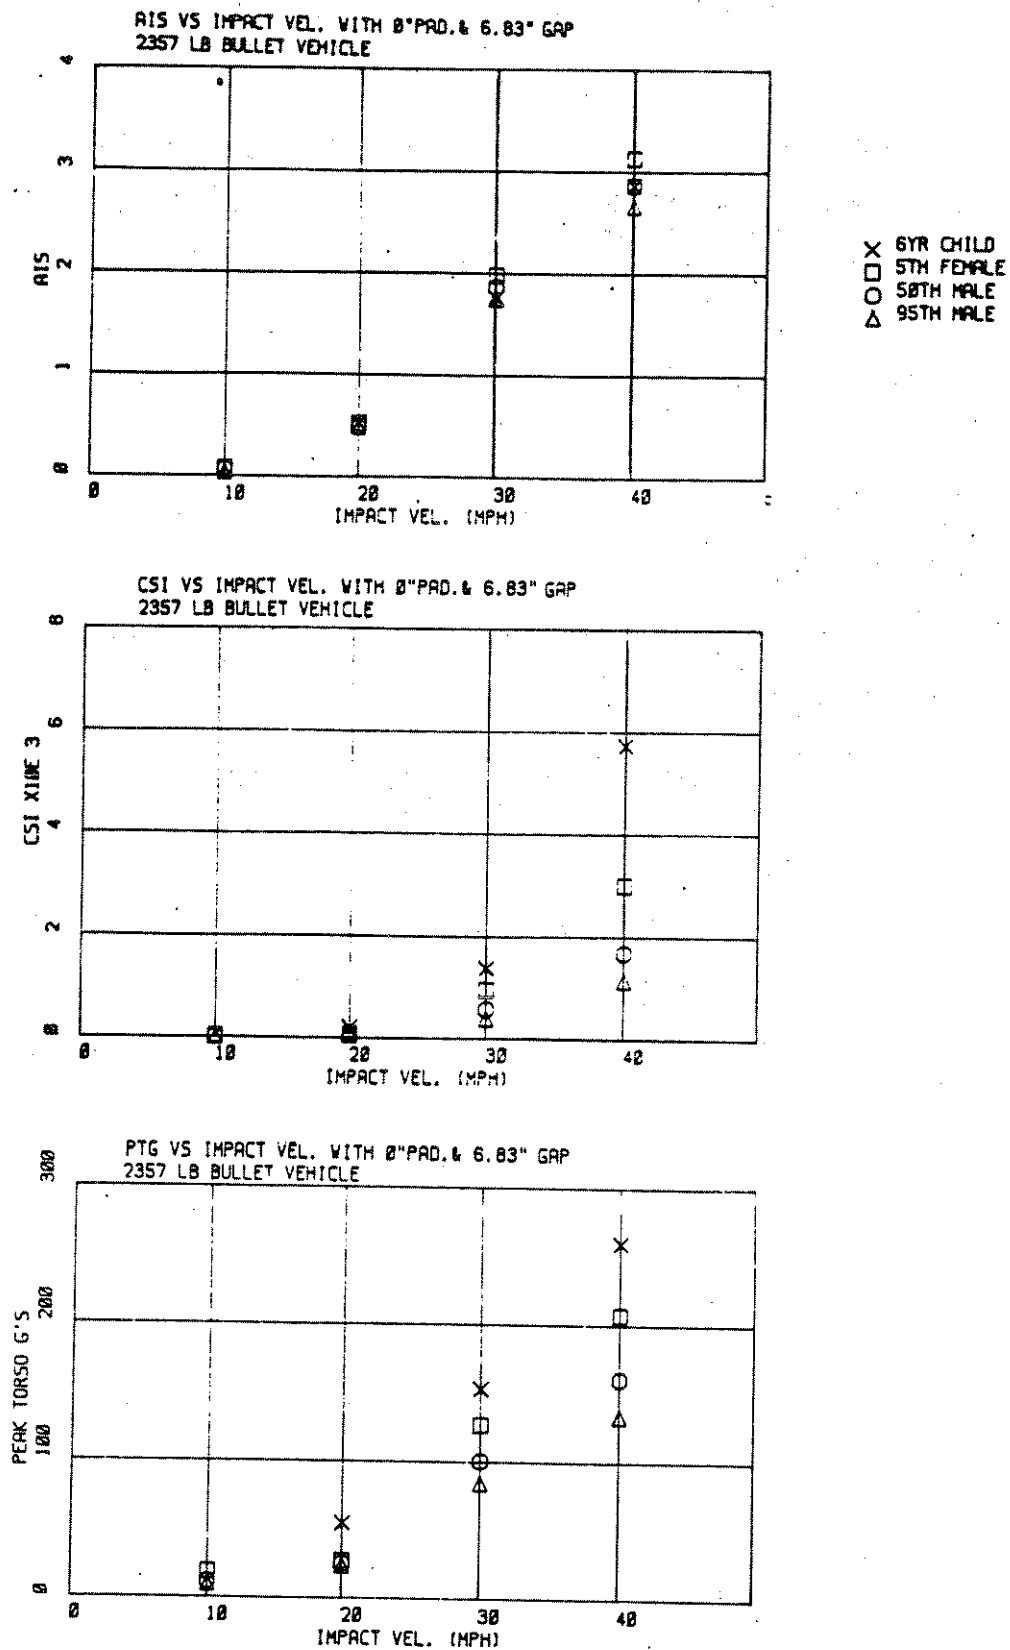 AIS VS IMPACT VEL. WITH 0"PAD.& 6.83" GAP
2357 LB BULLET VEHICLE
4
3
2
1
0
AIS
0 10 20 30 40
IMPACT VEL. (MPH)
6YR CHILD
5TH FEMALE
50TH MALE
95TH MALE
CSI VS IMPACT VEL. WITH 0"PAD.& 6.83" GAP
2357 LB BULLET VEHICLE
8
6
4
2
0
CSI X10E 3
0 10 20 30 40
IMPACT VEL. (MPH)
PTG VS IMPACT VEL. WITH 0"PAD.& 6.83" GAP
2357 LB BULLET VEHICLE
300
200
100
0
PEAK TORSO G'S
0 10 20 30 40
IMPACT VEL. (MPH)